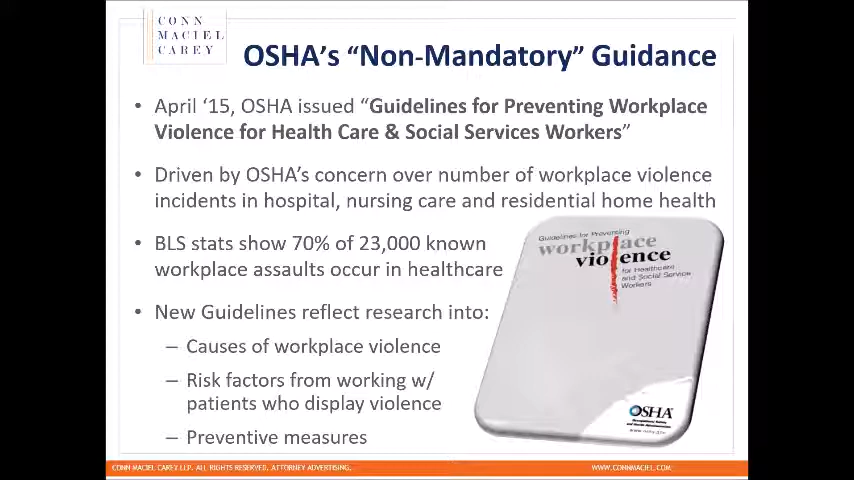 CONN
MACIEL
CAREY
OSHA's "Non-Mandatory" Guidance
• April '15, OSHA issued "Guidelines for Preventing Workplace
Violence for Health Care & Social Services Workers"
• Driven by OSHA's concern over number of workplace violence
incidents in hospital, nursing care and residential home health
• BLS stats show 70% of 23,000 known
workplace assaults occur in healthcare
• New Guidelines reflect research into:
– Causes of workplace violence
– Risk factors from working w/
patients who display violence
– Preventive measures
Guidelines for Preventing
workplace
violence
for Healthcare
and Social Service
Workers
OSHA
www.osha.gov
CONN MACIEL CAREY LLP. ALL RIGHTS RESERVED. ATTORNEY ADVERTISING.
WWW.CONNMACIEL.COM